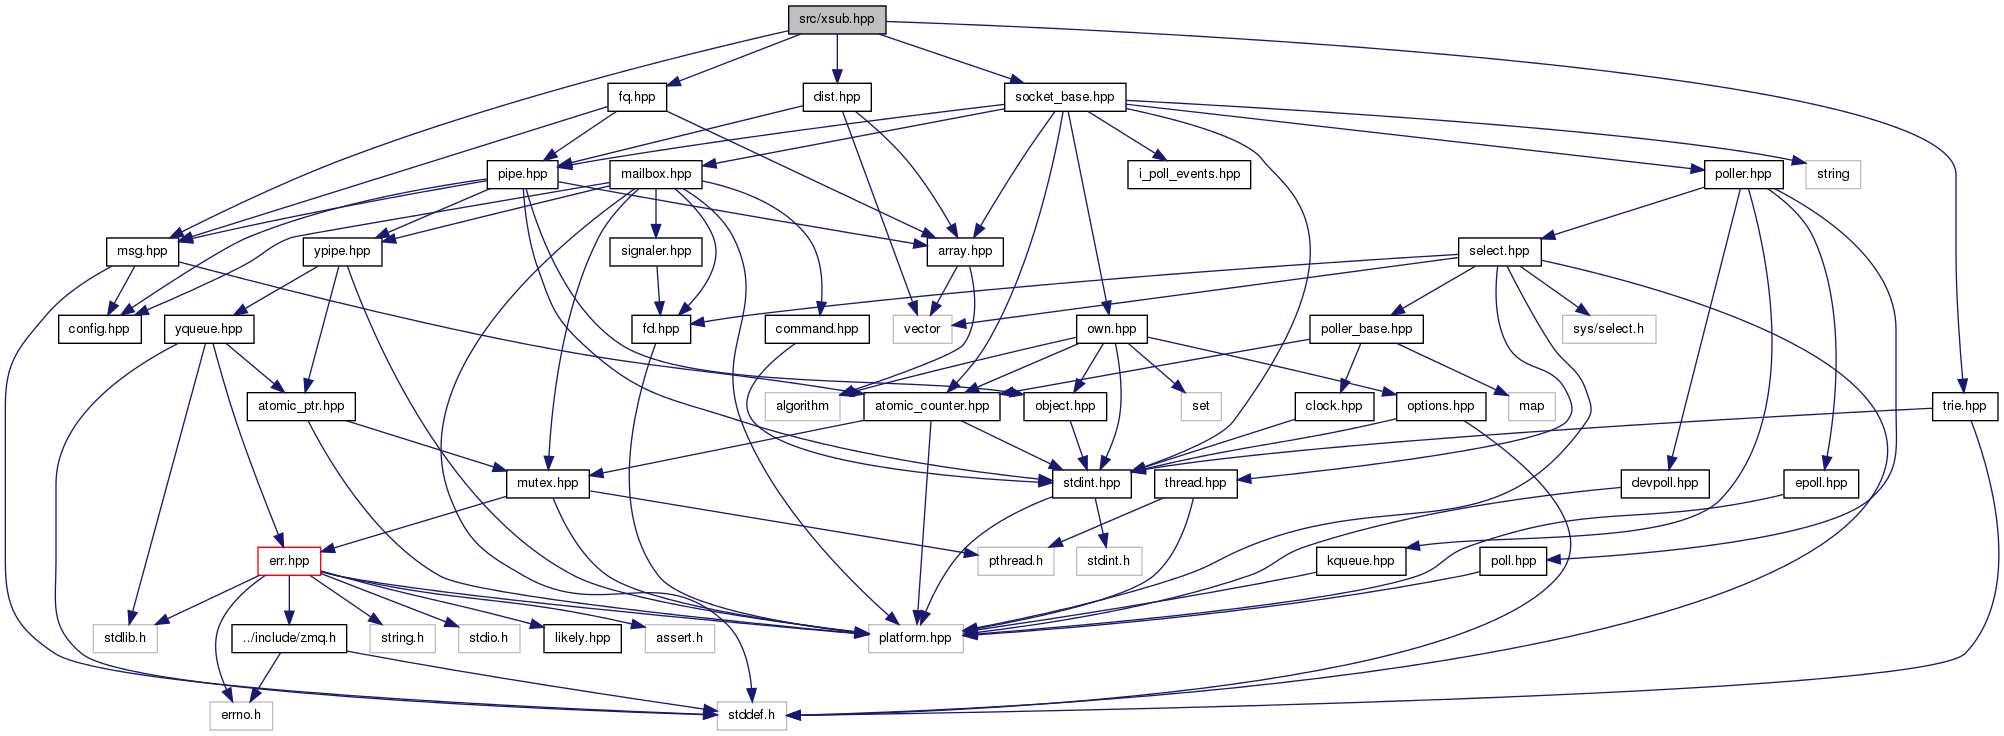 src/xsub.hpp
fq.hpp
dist.hpp
socket_base.hpp
pipe.hpp
mailbox.hpp
i_poll_events.hpp
poller.hpp
string
msg.hpp
ypipe.hpp
signaler.hpp
array.hpp
select.hpp
config.hpp
yqueue.hpp
fd.hpp
command.hpp
vector
own.hpp
poller_base.hpp
sys/select.h
atomic_ptr.hpp
algorithm
atomic_counter.hpp
object.hpp
set
clock.hpp
options.hpp
map
trie.hpp
mutex.hpp
stdint.hpp
thread.hpp
devpoll.hpp
epoll.hpp
err.hpp
pthread.h
stdint.h
kqueue.hpp
poll.hpp
stdlib.h
../include/zmq.h
string.h
stdio.h
likely.hpp
assert.h
platform.hpp
errno.h
stddef.h